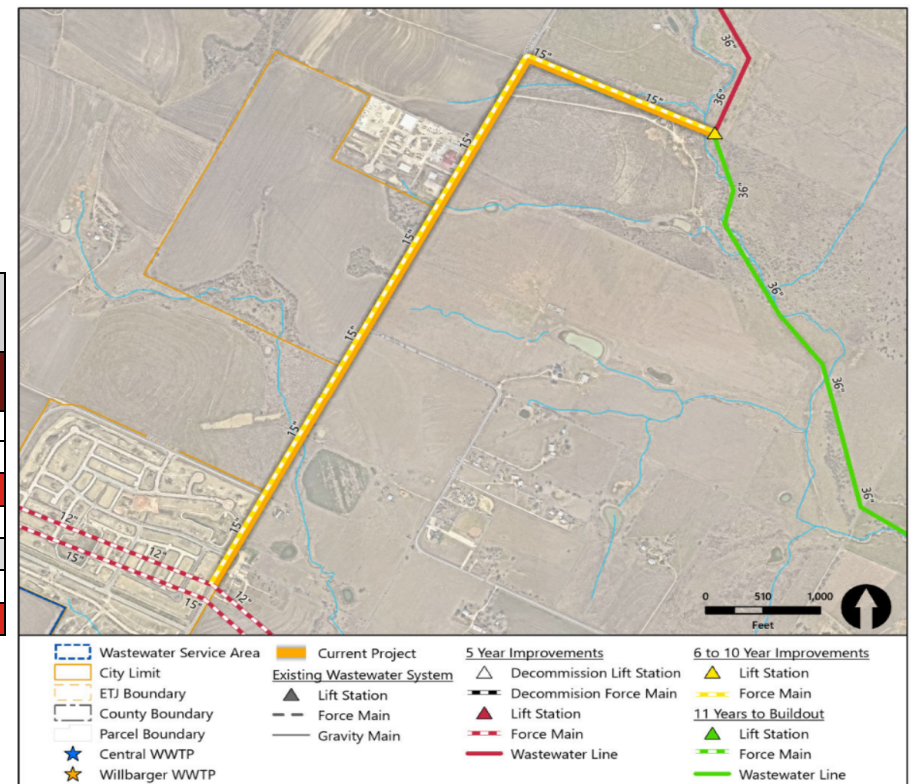 36"
15"
36"
15"
15"
36"
15"
36"
15"
36"
15"
36"
15"
12"
12"
15"
12"
15"
0 510 1,000
Feet
Wastewater Service Area
City Limit
ETJ Boundary
County Boundary
Parcel Boundary
Central WWTP
Willbarger WWTP
Current Project
Existing Wastewater System
Lift Station
Force Main
Gravity Main
5 Year Improvements
Decommission Lift Station
Decommision Force Main
Lift Station
Force Main
Wastewater Line
6 to 10 Year Improvements
Lift Station
Force Main
11 Years to Buildout
Lift Station
Force Main
Wastewater Line